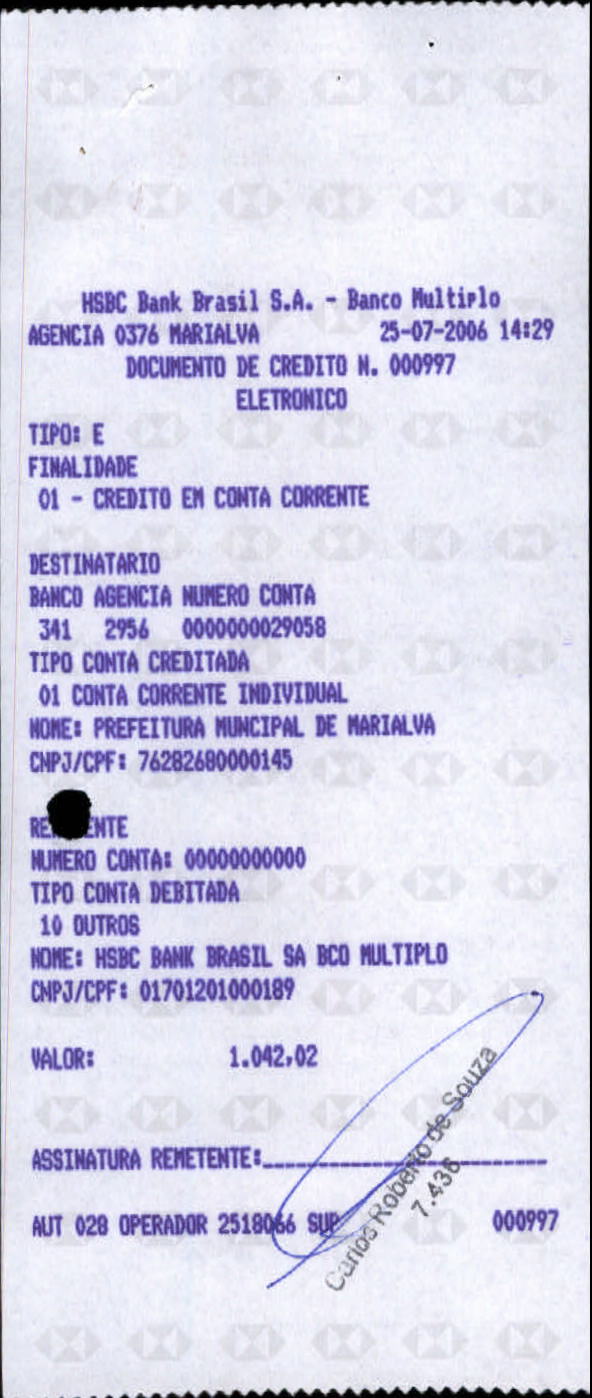 HSBC Bank Brasil S.A. - Banco Multiplo
AGENCIA 0376 MARIALVA 25-07-2006 14:29
DOCUMENTO DE CREDITO N. 000997
ELETRONICO
TIPO: E
FINALIDADE
01 - CREDITO EM CONTA CORRENTE
DESTINATARIO
BANCO AGENCIA NUMERO CONTA
341 2956 0000000029058
TIPO CONTA CREDITADA
01 CONTA CORRENTE INDIVIDUAL
NOME: PREFEITURA MUNCIPAL DE MARIALVA
CNPJ/CPF: 76282680000145
RE ENTE
NUMERO CONTA: 00000000000
TIPO CONTA DEBITADA
10 OUTROS
NOME: HSBC BANK BRASIL SA BCO MULTIPLO
CNPJ/CPF: 01701201000189
VALOR: 1.042,02
ASSINATURA REMETENTE:
Carlos Roberto de Souza
7.436
AUT 028 OPERADOR 2518066 SUP 000997